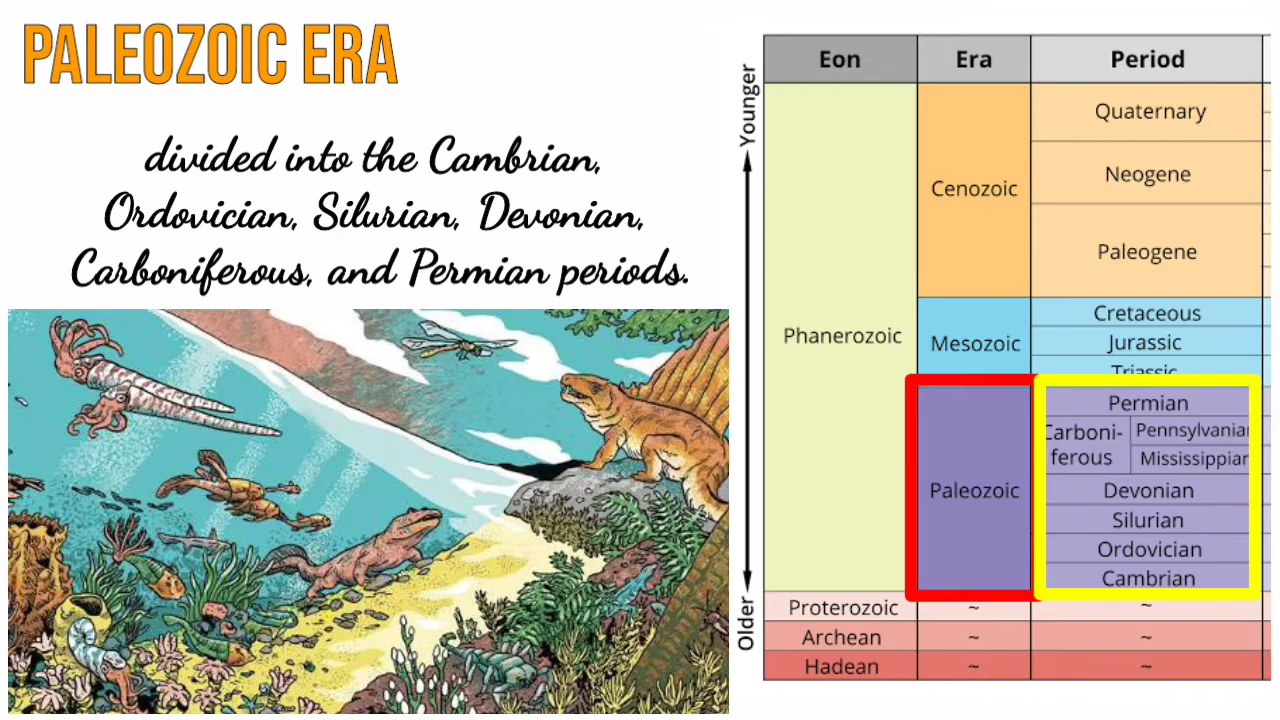 PALEOZOIC ERA
divided into the Cambrian,
Ordovician, Silurian, Devonian,
Carboniferous, and Permian periods.
Younger
Older
Eon Era Period
Phanerozoic
Cenozoic
Quaternary
Neogene
Paleogene
Mesozoic
Cretaceous
Jurassic
Triassic
Paleozoic
Permian
Carboni-
ferous
Pennsylvanian
Mississippian
Devonian
Silurian
Ordovician
Cambrian
Proterozoic ~ ~
Archean ~ ~
Hadean ~ ~